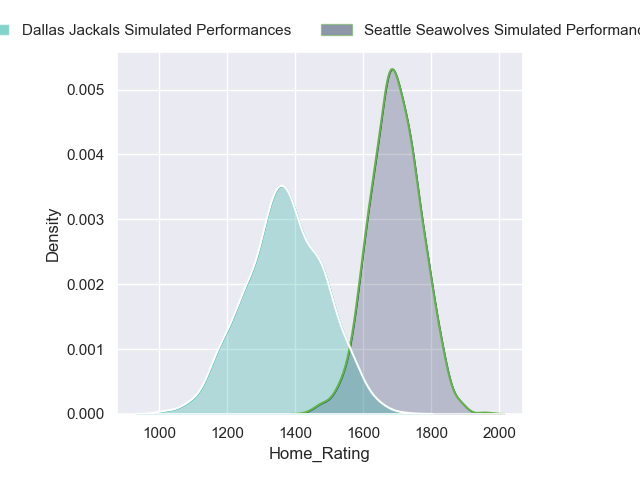 Dallas Jackals Simulated Performances
Seattle Seawolves Simulated
Density
0.005
0.004
0.003
0.002
0.001
0.000
1000 1200 1400 1600 1800 2000
Home_Rating